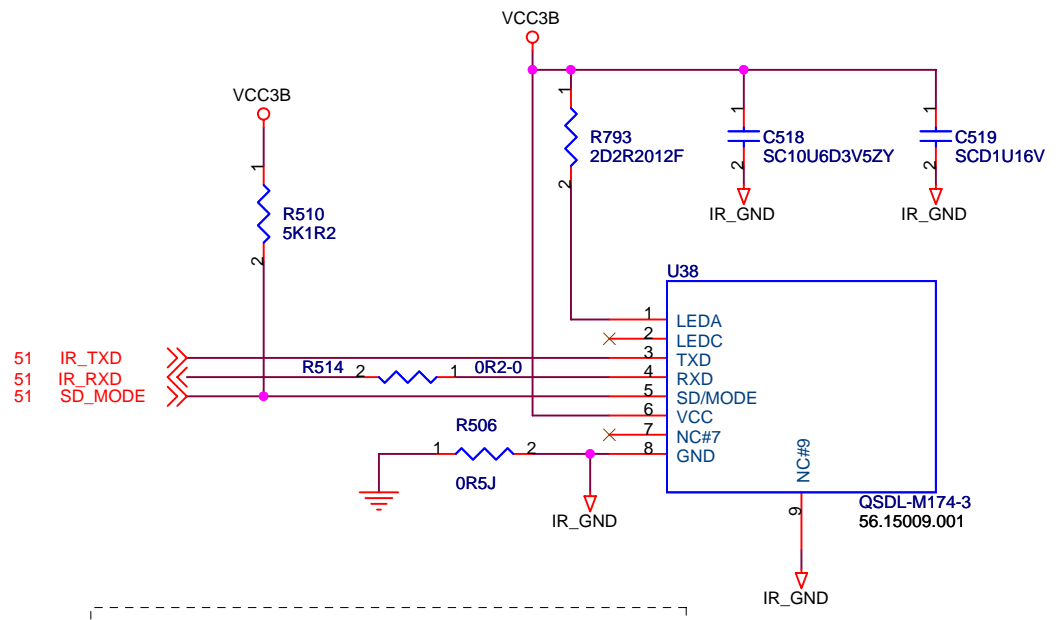 VCC3B
VCC3B
1
R793
2D2R2012F
2
1
C518
SC10U6D3V5ZY
2
IR_GND
1
C519
SCD1U16V
2
IR_GND
1
R510
5K1R2
2
U38
1 LEDA
2 LEDC
51 IR_TXD 3 TXD
51 IR_RXD R514 2 1 0R2-0 4 RXD
51 SD_MODE 5 SD/MODE
6 VCC
R506 7 NC#7
1 2 8 GND
0R5J
IR_GND
NC#9
9
QSDL-M174-3
56.15009.001
IR_GND